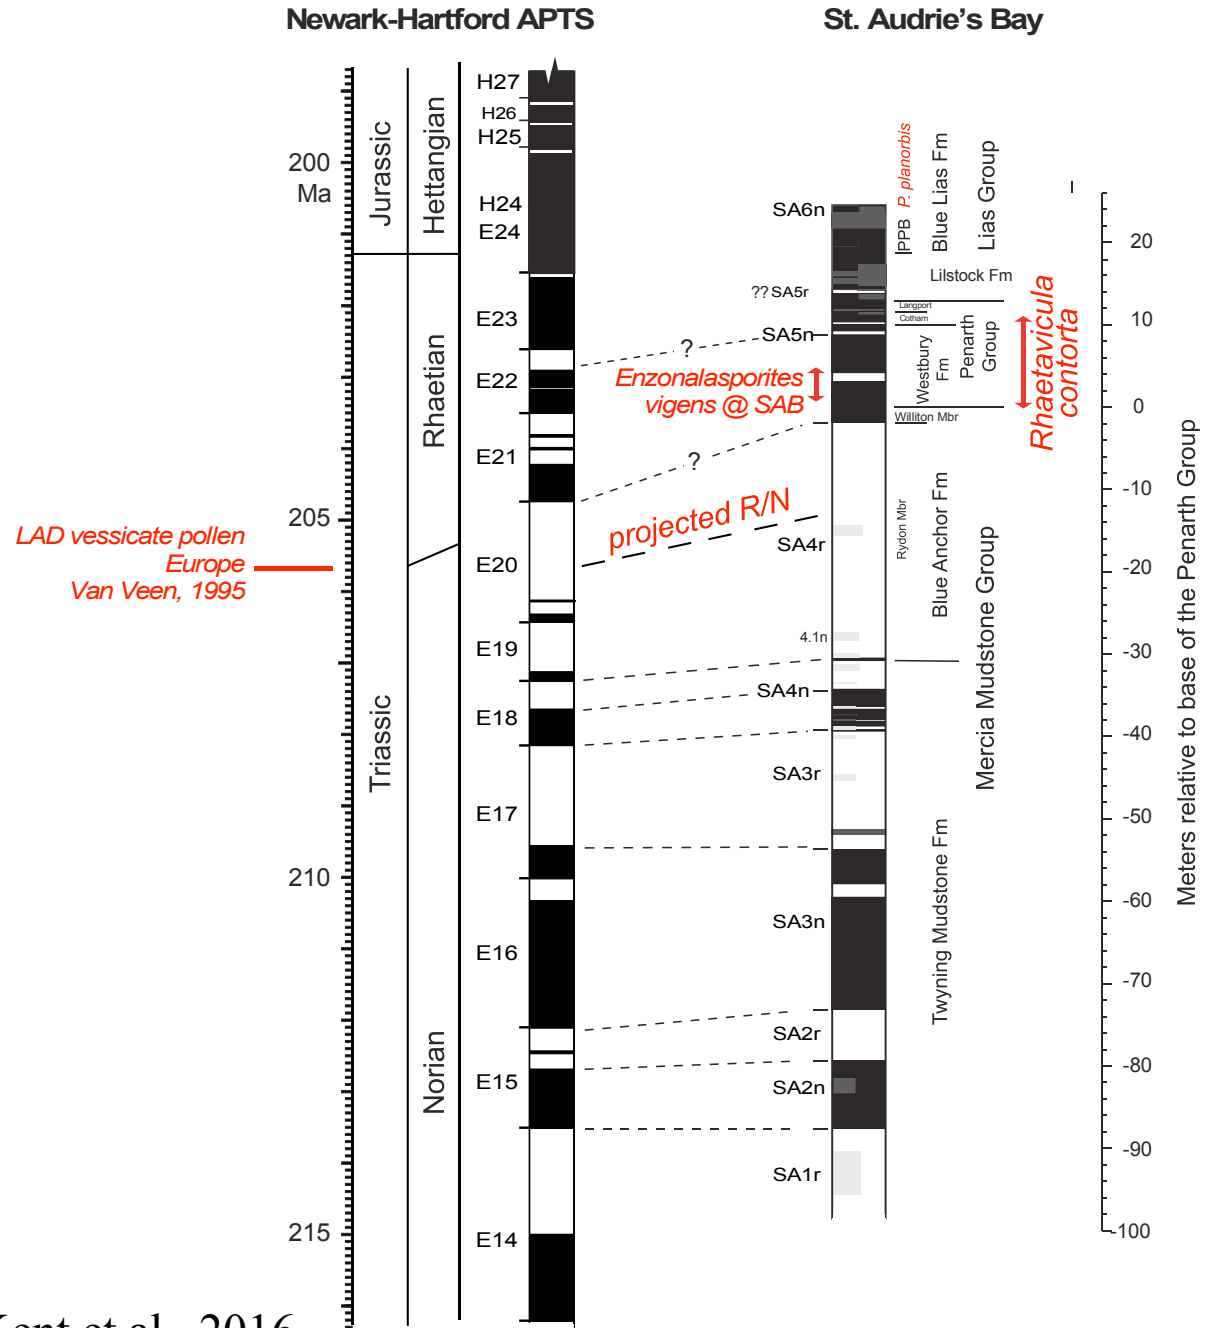 Newark-Hartford APTS
St. Audrie's Bay
200
Ma
205
210
215
Jurassic
Triassic
Hettangian
Rhaetian
Norian
H27
H26
H25
H24
E24
E23
E22
E21
E20
E19
E18
E17
E16
E15
E14
LAD vessicate pollen
Europe
Van Veen, 1995
?
?
projected R/N
Enzonalasporites
vigens @ SAB
SA6n
?? SA5r
SA5n
SA4r
4.1n
SA4n
SA3r
SA3n
SA2r
SA2n
SA1r
PPB
P. planorbis
Blue Lias Fm
Lias Group
Lilstock Fm
Langport
Cotham
Westbury
Fm
Penarth
Group
Williton Mbr
Rhaetavicula
contorta
Rydon Mbr
Blue Anchor Fm
Mercia Mudstone Group
Twyning Mudstone Fm
20
10
0
-10
-20
-30
-40
-50
-60
-70
-80
-90
-100
Meters relative to base of the Penarth Group
2016